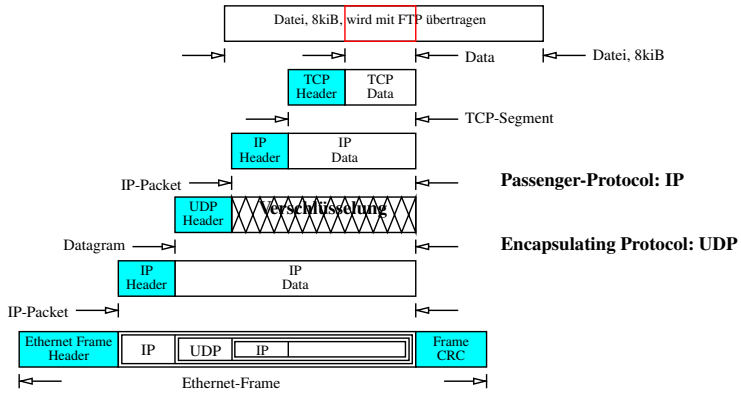 Datei, 8kiB, wird mit FTP übertragen
Data
Datei, 8kiB
TCP
Header
TCP
Data
TCP-Segment
IP
Header
IP
Data
IP-Packet
Passenger-Protocol: IP
UDP
Header
Verschlüsselung
Datagram
Encapsulating Protocol: UDP
IP
Header
IP
Data
IP-Packet
Ethernet Frame
Header
IP
UDP
IP
Frame
CRC
Ethernet-Frame